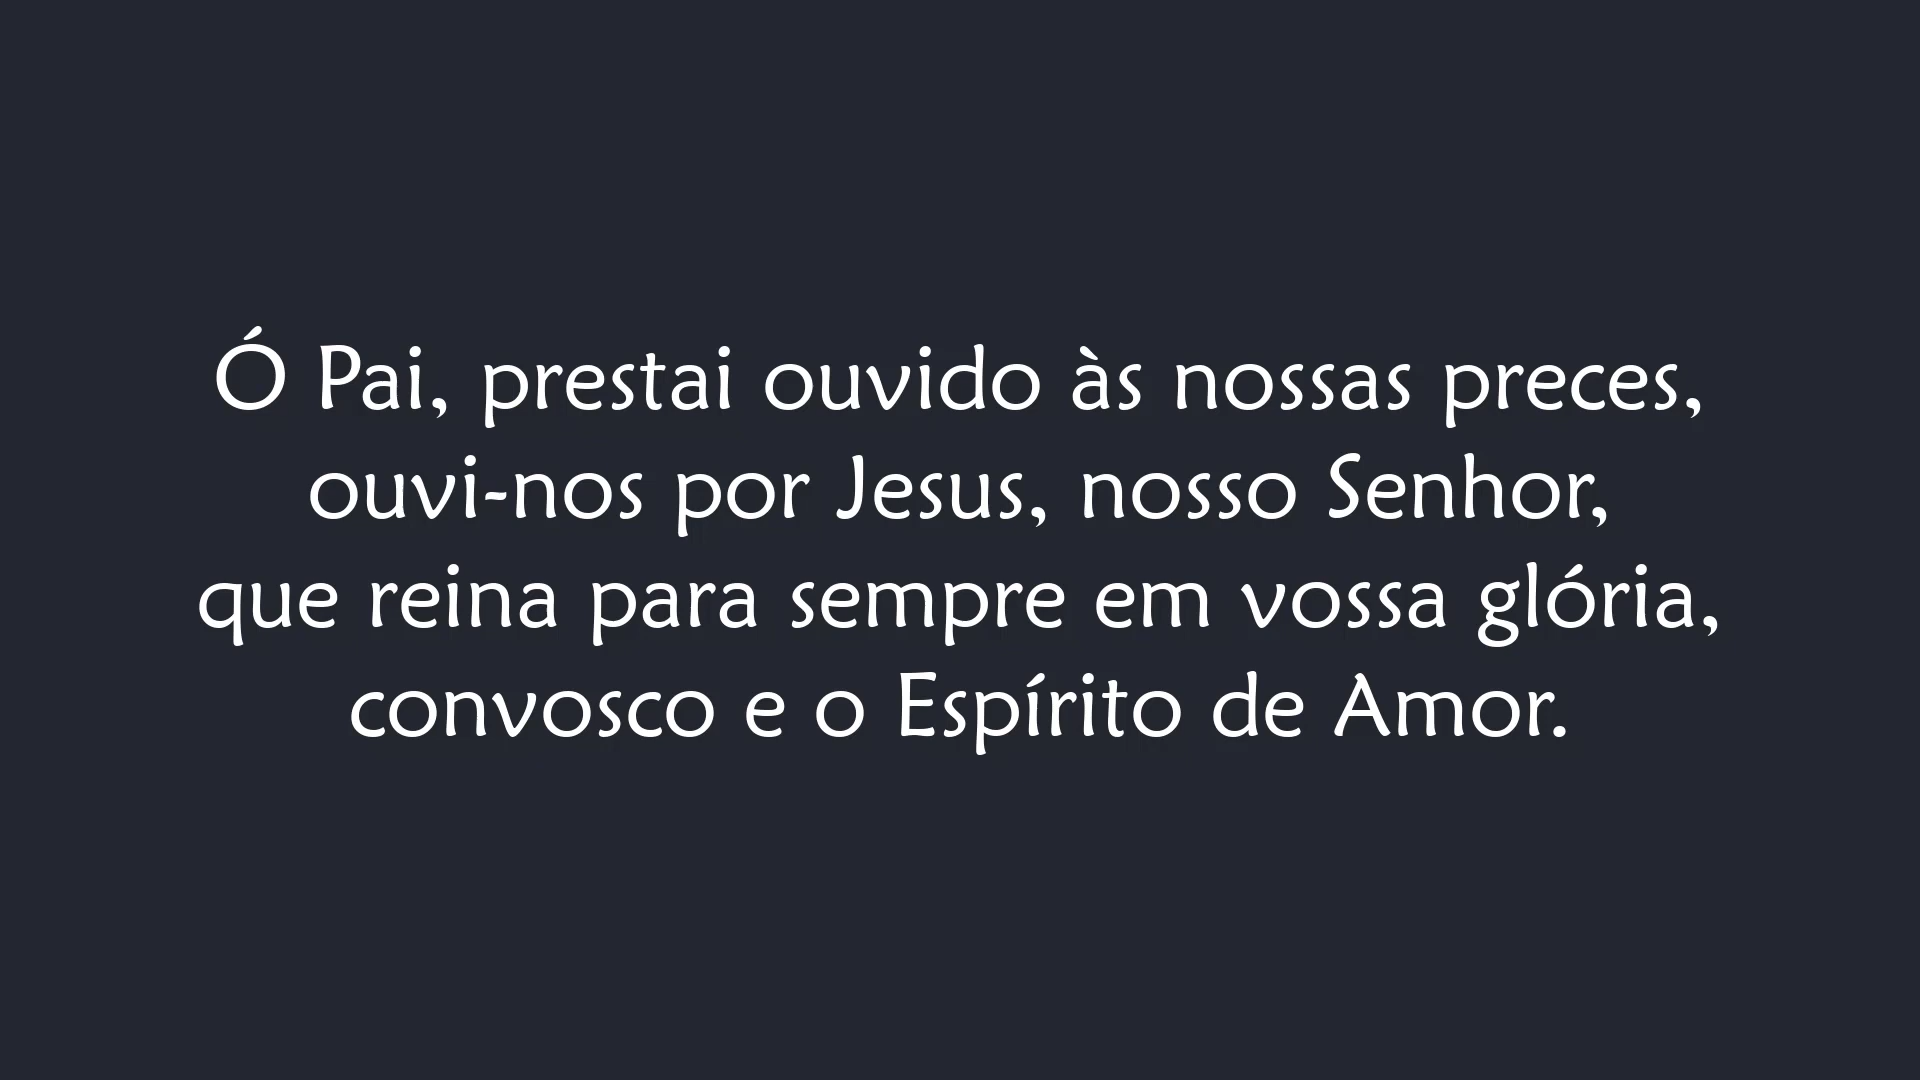 Ó Pai, prestai ouvido às nossas preces,
ouvi-nos por Jesus, nosso Senhor,
que reina para sempre em vossa glória,
convosco e o Espírito de Amor.